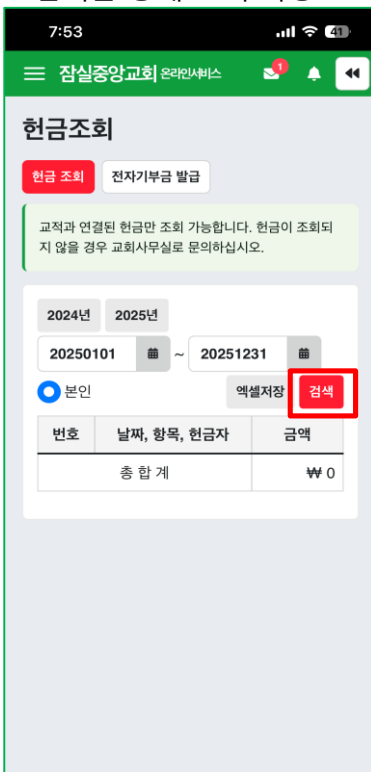 7:53
41
잠실중앙교회 온라인서비스
1
헌금조회
헌금 조회 전자기부금 발급
교적과 연결된 헌금만 조회 가능합니다. 헌금이 조회되
지 않을 경우 교회사무실로 문의하십시
오.
2024년 2025년
20250101 ~ 20251231
본인 엑셀저장 검색
번호 날짜, 항목, 헌금자 금액
총 합 계 ₩ 0